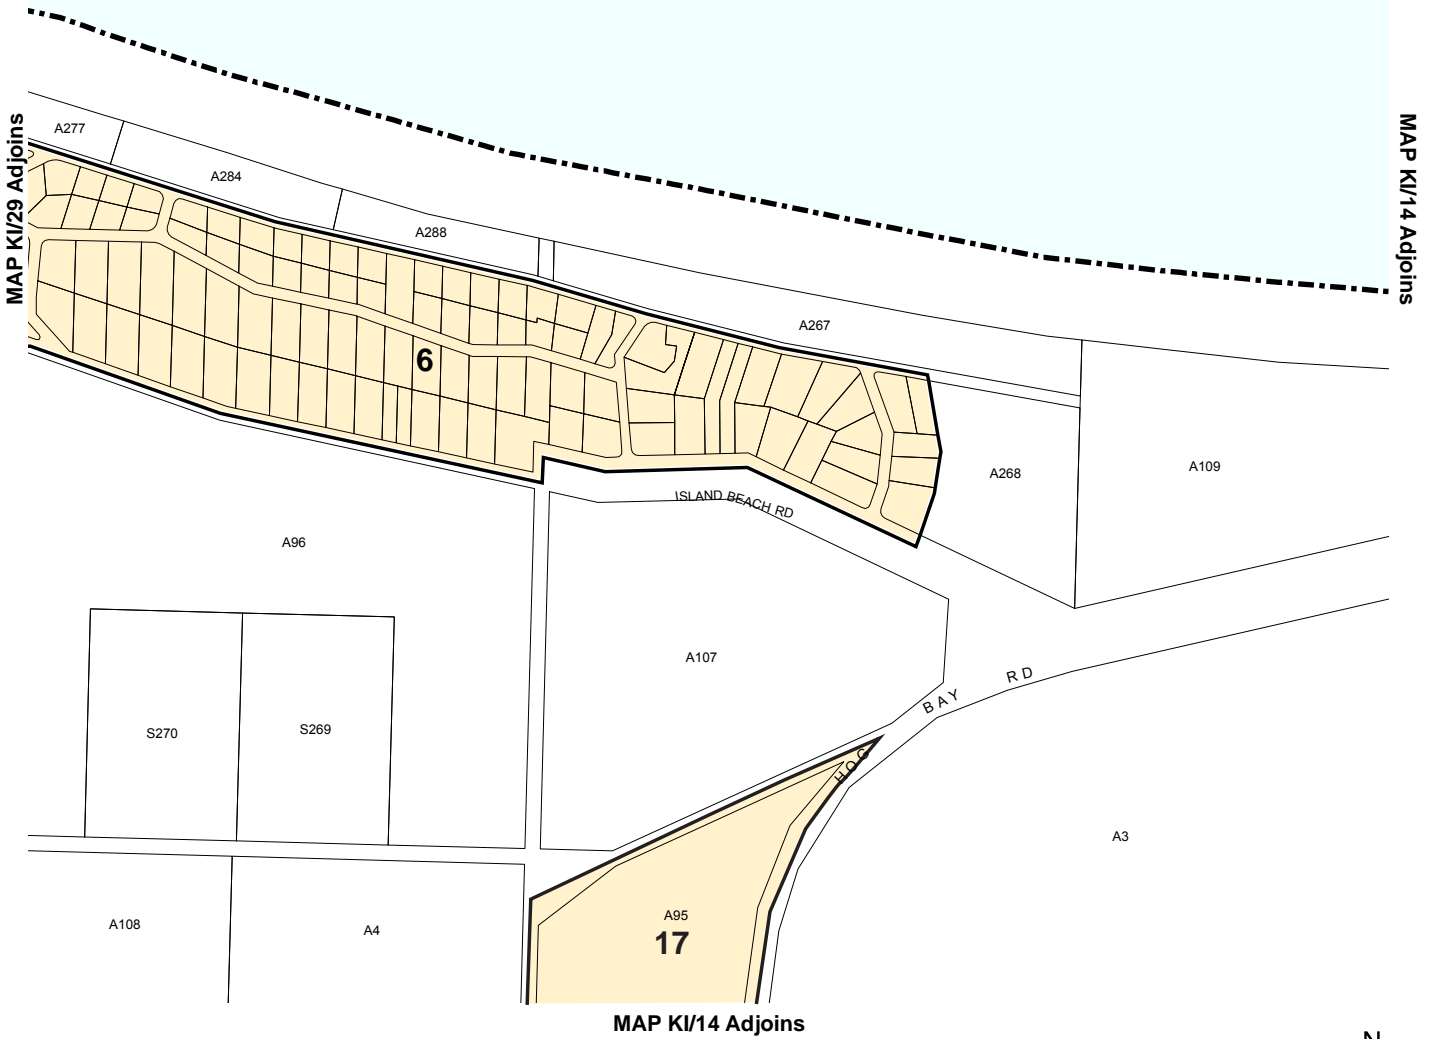 MAP KI/29 Adjoins
MAP KI/14 Adjoins
A277
A284
A288
A267
6
A268
A109
ISLAND BEACH RD
A96
A107
HOG BAY RD
S270
S269
A3
A108
A4
A95
17
MAP KI/14 Adjoins
N